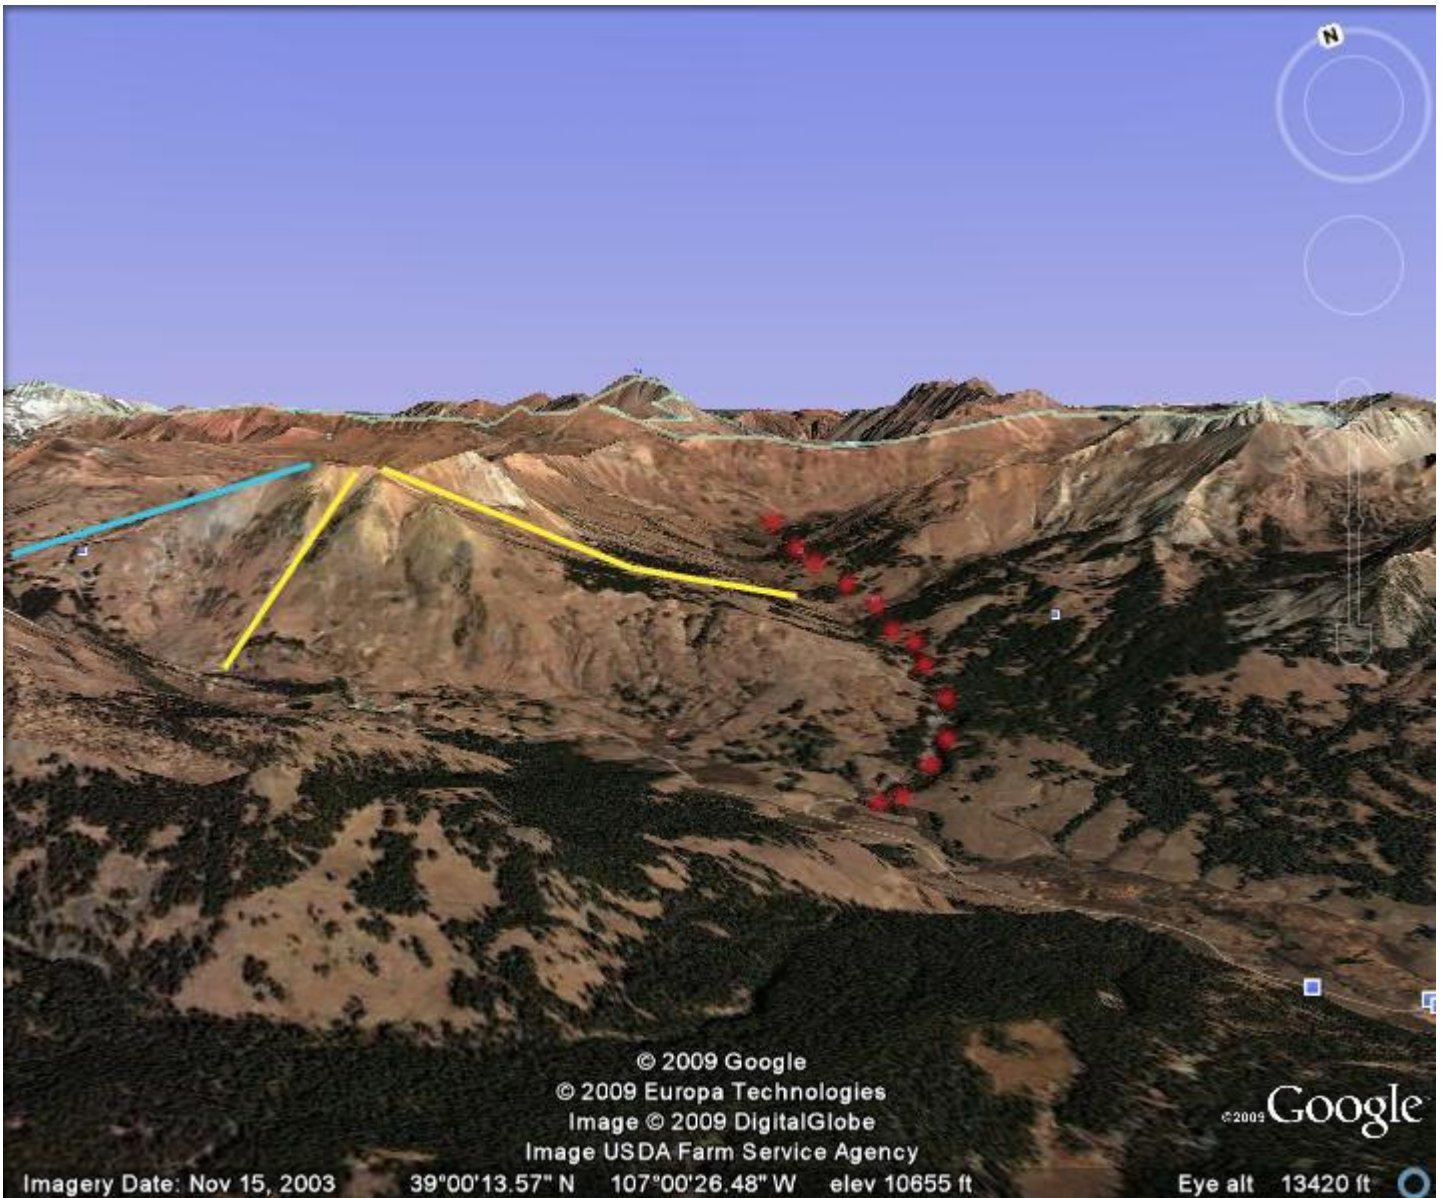 N
© 2009 Google
© 2009 Europa Technologies
Image © 2009 DigitalGlobe
Image USDA Farm Service Agency
©2009 Google
Imagery Date: Nov 15, 2003 39°00'13.57" N 107°00'26.48" W elev 10655 ft Eye alt 13420 ft